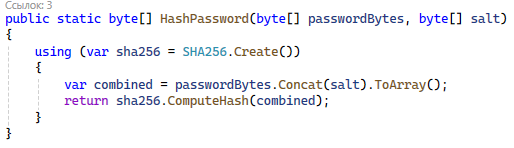 Ссылок: 3
public static byte[] HashPassword(byte[] passwordBytes, byte[] salt)
{
    using (var sha256 = SHA256.Create())
    {
        var combined = passwordBytes.Concat(salt).ToArray();
        return sha256.ComputeHash(combined);
    }
}